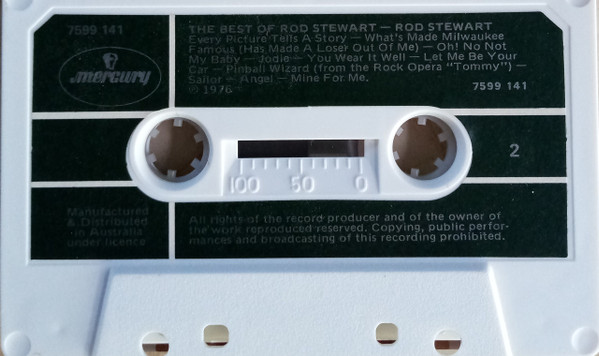 7599 141
mercury
THE BEST OF ROD STEWART — ROD STEWART
Every Picture Tells A Story — What's Made Milwaukee
Famous (Has Made A Loser Out Of Me) — Oh! No Not
My Baby — Jodie — You Wear It Well — Let Me Be Your
Car — Pinball Wizard (from the Rock Opera "Tommy") —
Sailor — Angel — Mine For Me.
℗ 1976
7599 141
2
100 50 0
Manufactured
& Distributed
in Australia
under licence
All rights of the record producer and of the owner of
the work reproduced reserved. Copying, public perfor-
mances and broadcasting of this recording prohibited.